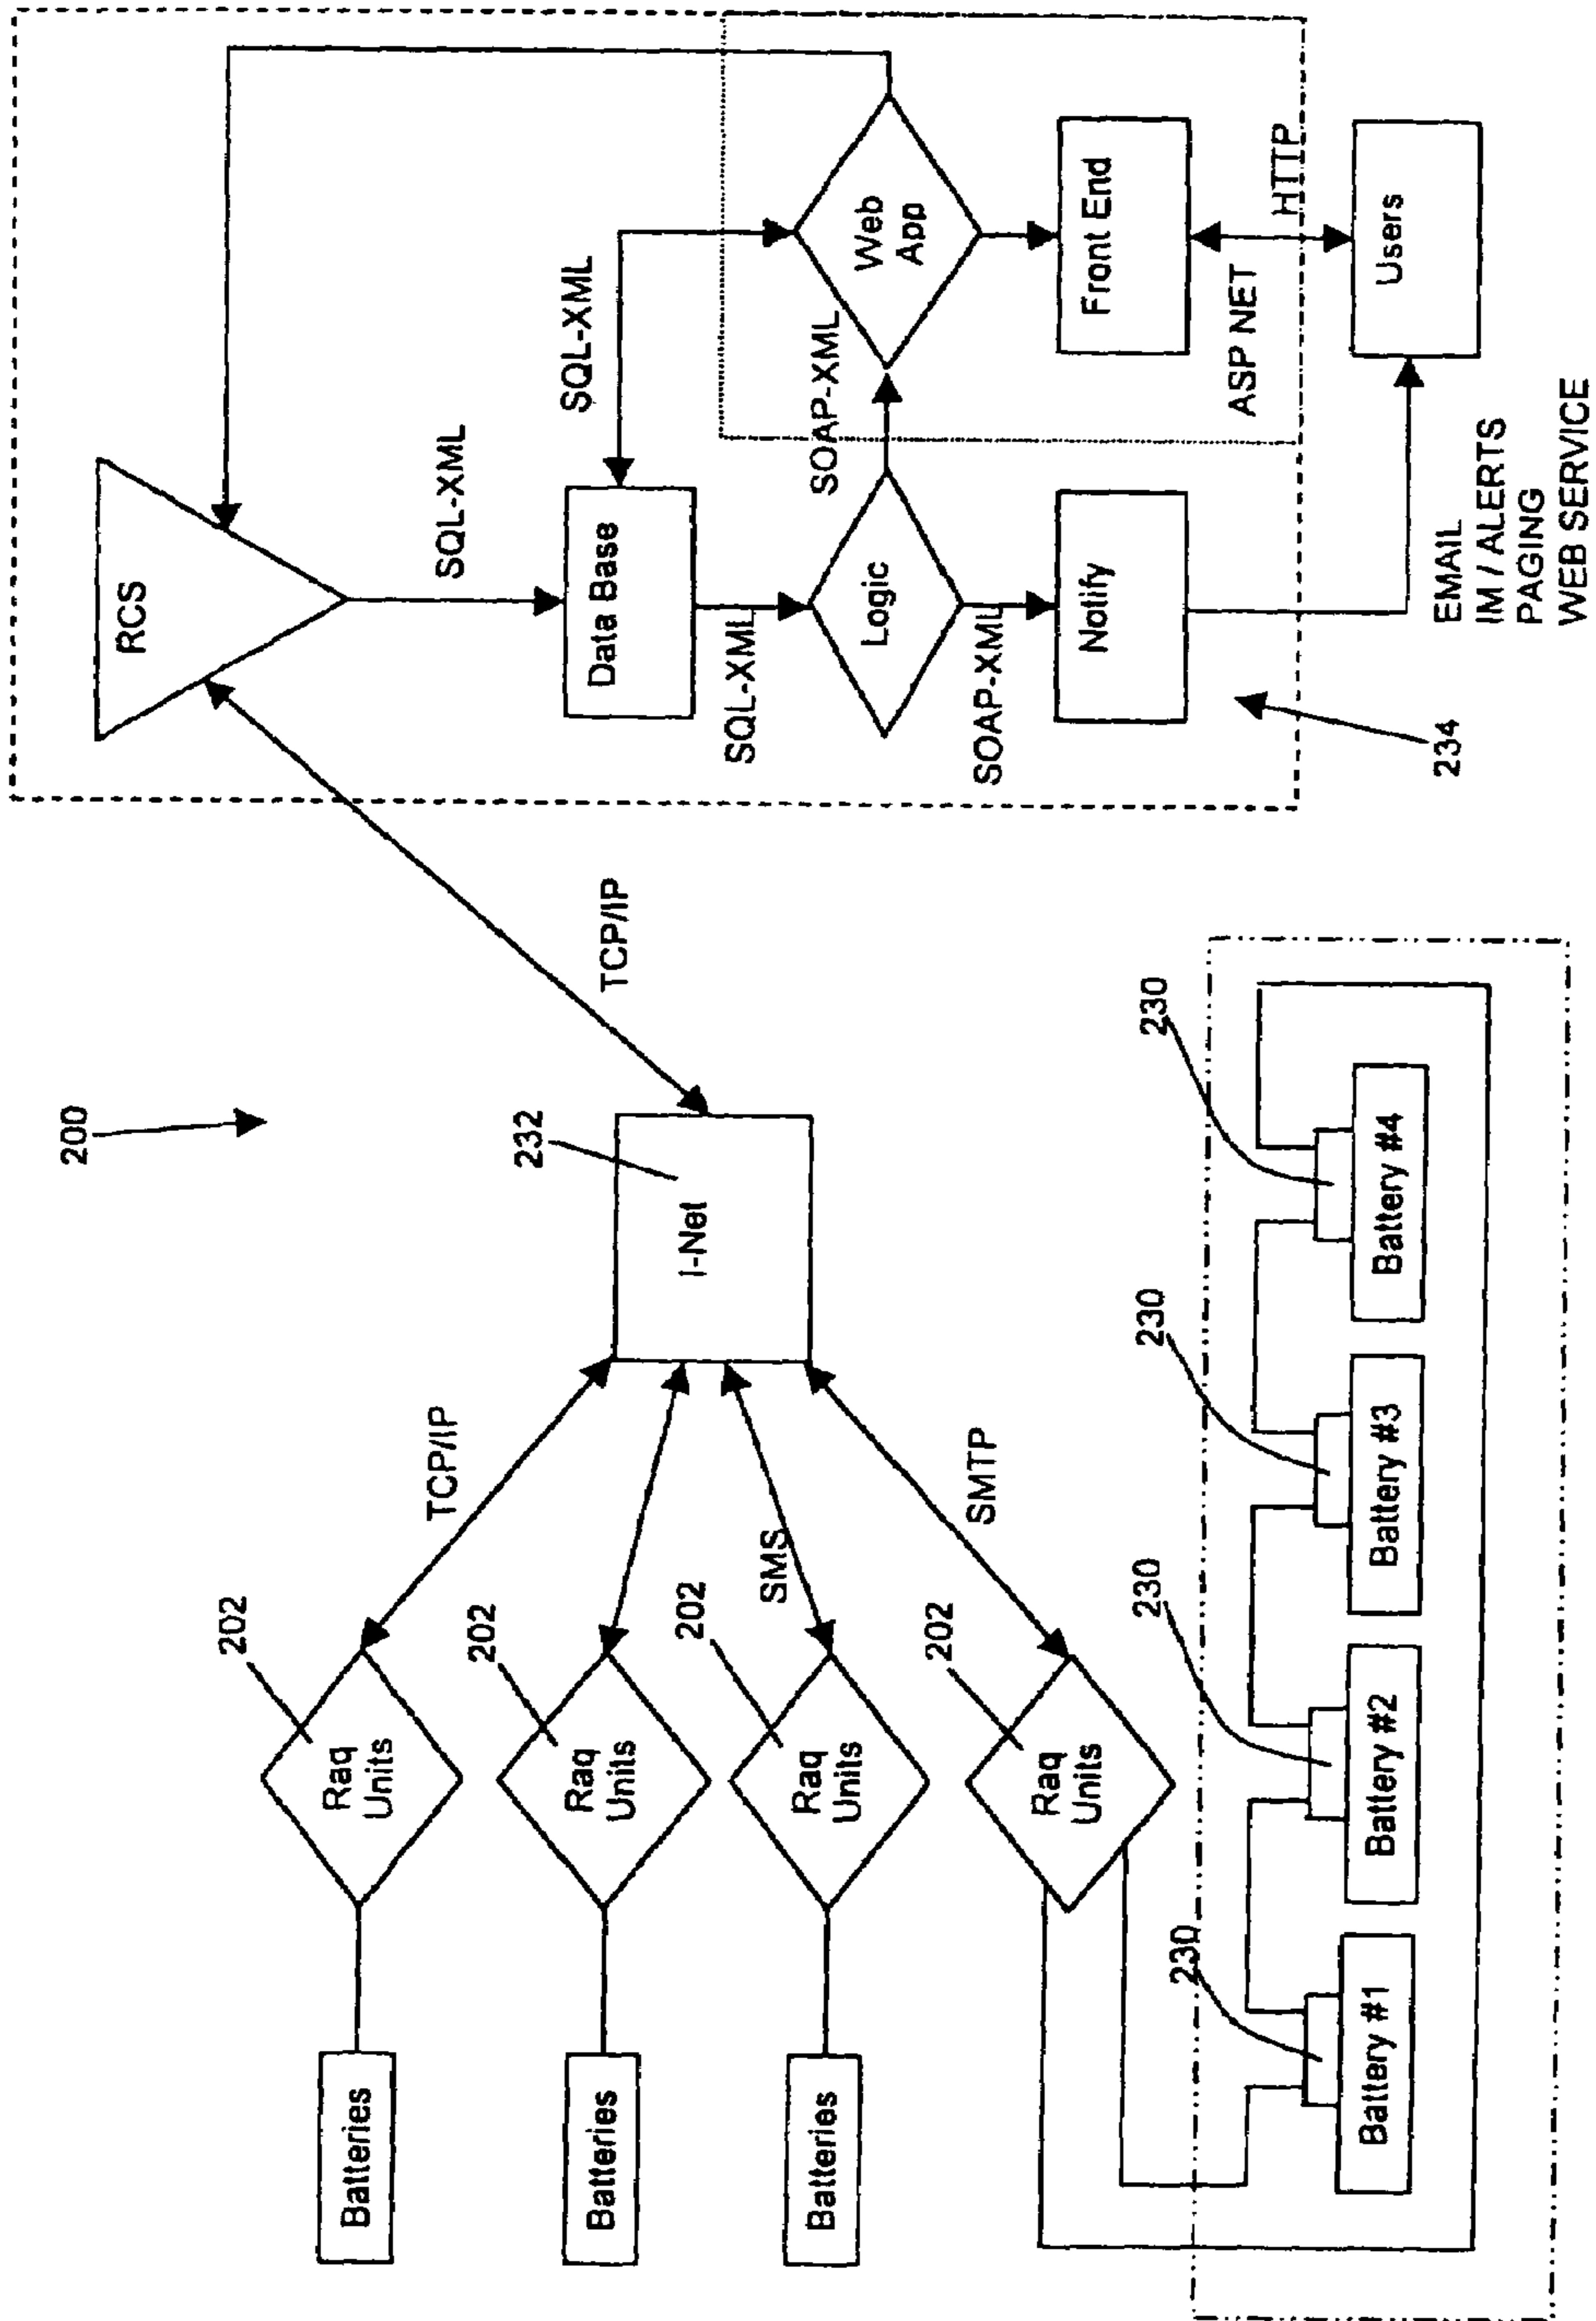 200
Batteries
Raq
Units
202
TCP/IP
Batteries
Raq
Units
202
Batteries
Raq
Units
202
SMS
Raq
Units
202
SMTP
I-Net
232
TCP/IP
RCS
SQL-XML
Data Base
SQL-XML
SQL-XML
Logic
SOAP-XML
Web
App
SOAP-XML
Notify
Front End
ASP NET
HTTP
Users
234
EMAIL
IM / ALERTS
PAGING
WEB SERVICE
230
230
230
230
Battery #1
Battery #2
Battery #3
Battery #4